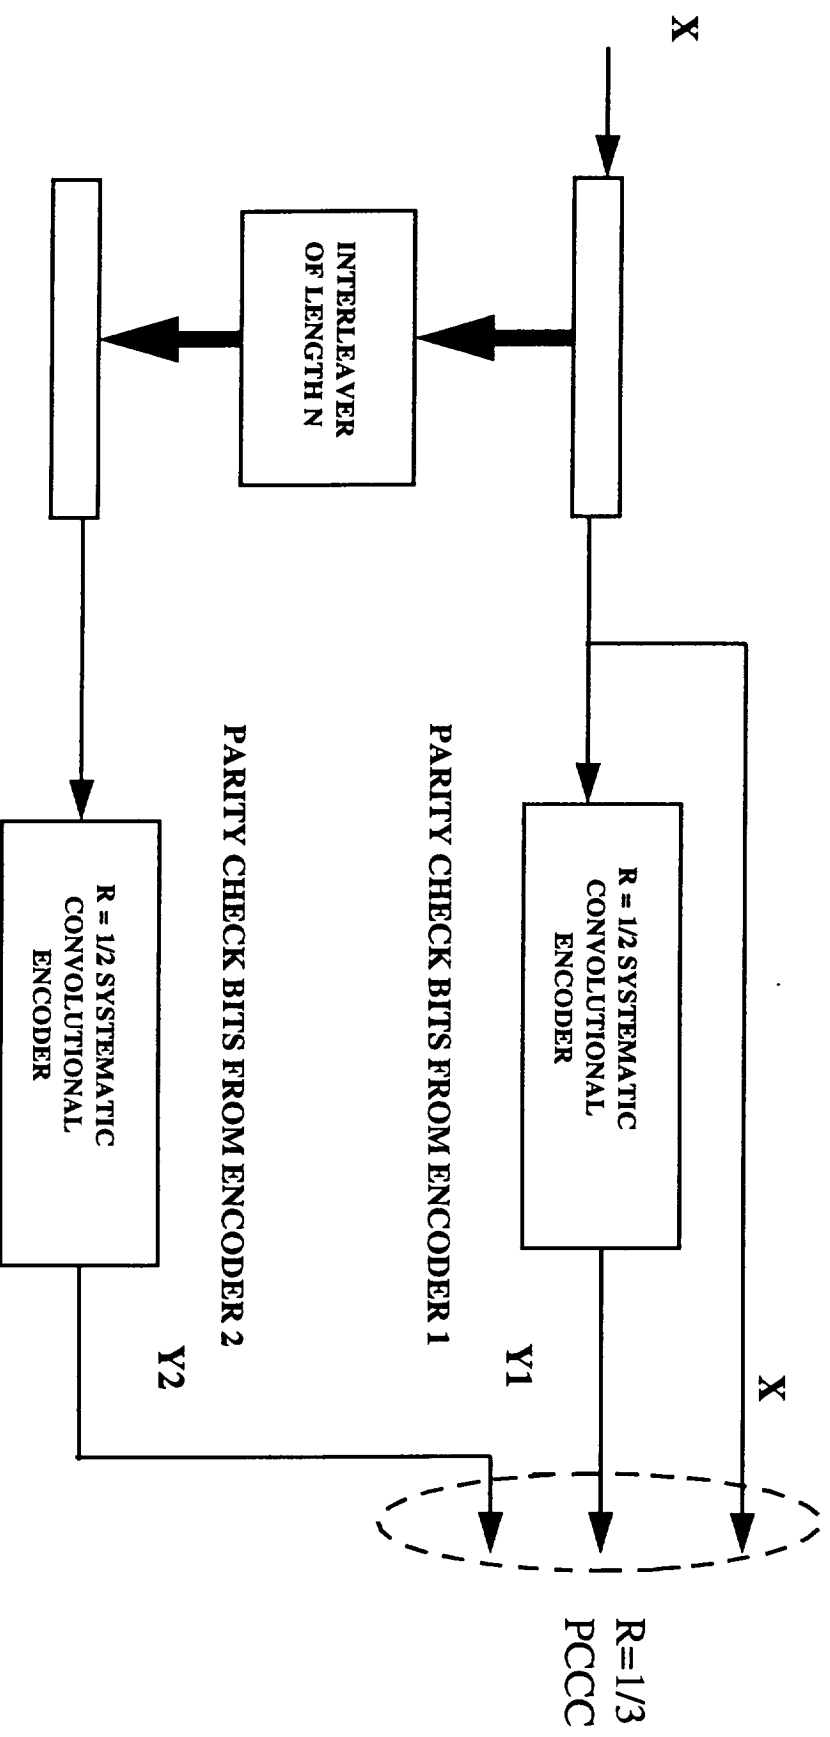 X
X
R = 1/2 SYSTEMATIC
CONVOLUTIONAL
ENCODER
Y1
R=1/3
PCCC
INTERLEAVER
OF LENGTH N
PARITY CHECK BITS FROM ENCODER 1
PARITY CHECK BITS FROM ENCODER 2
Y2
R = 1/2 SYSTEMATIC
CONVOLUTIONAL
ENCODER